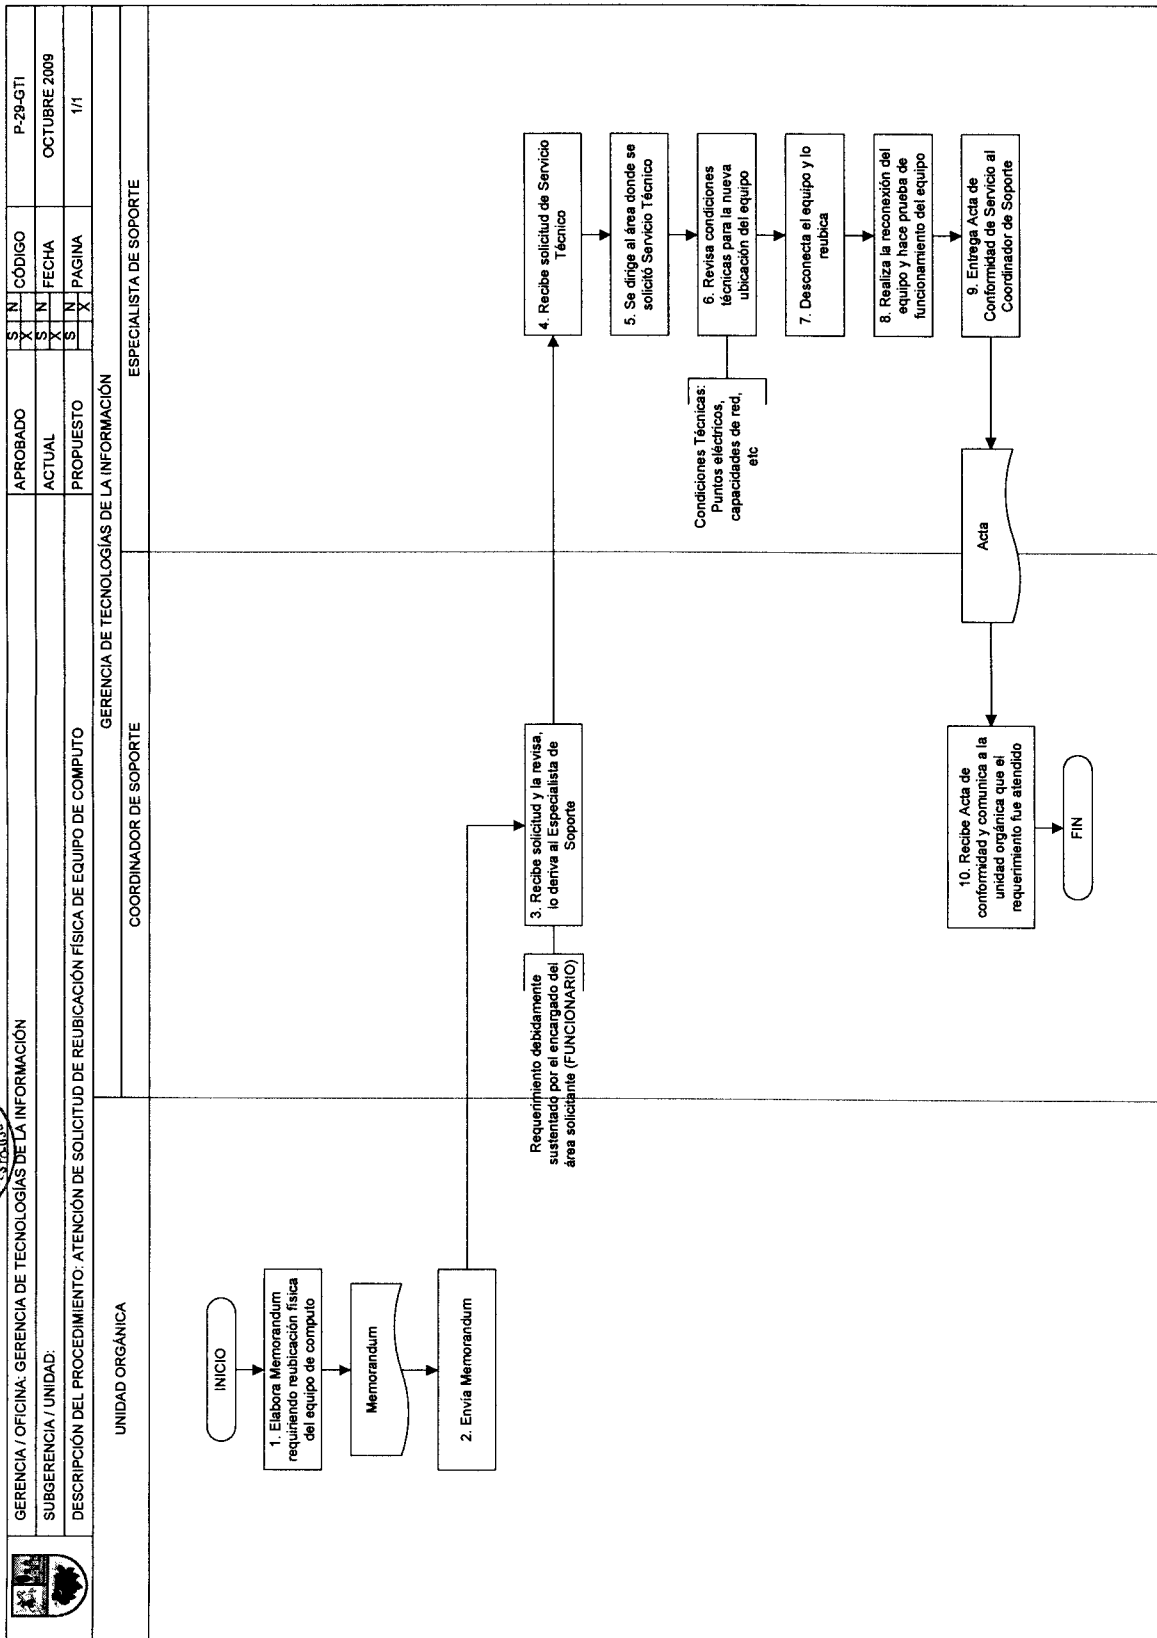 GERENCIA / OFICINA: GERENCIA DE TECNOLOGÍAS DE LA INFORMACIÓN
APROBADO
S N
X
CÓDIGO
P-29-GTI
SUBGERENCIA / UNIDAD:
ACTUAL
S N
X
FECHA
OCTUBRE 2009
DESCRIPCIÓN DEL PROCEDIMIENTO: ATENCIÓN DE SOLICITUD DE REUBICACIÓN FÍSICA DE EQUIPO DE COMPUTO
PROPUESTO
S N
X
PAGINA
1/1
GERENCIA DE TECNOLOGÍAS DE LA INFORMACIÓN
UNIDAD ORGÁNICA
COORDINADOR DE SOPORTE
ESPECIALISTA DE SOPORTE
INICIO
1. Elabora Memorandum
requiriendo reubicación física
del equipo de computo
Memorandum
2. Envía Memorandum
Requerimiento debidamente
sustentado por el encargado del
área solicitante (FUNCIONARIO)
3. Recibe solicitud y la revisa,
lo deriva al Especialista de
Soporte
4. Recibe solicitud de Servicio
Técnico
5. Se dirige al área donde se
solicitó Servicio Técnico
Condiciones Técnicas:
Puntos eléctricos,
capacidades de red,
etc
6. Revisa condiciones
técnicas para la nueva
ubicación del equipo
7. Desconecta el equipo y lo
reubica
8. Realiza la reconexión del
equipo y hace prueba de
funcionamiento del equipo
9. Entrega Acta de
Conformidad de Servicio al
Coordinador de Soporte
Acta
10. Recibe Acta de
conformidad y comunica a la
unidad orgánica que el
requerimiento fue atendido
FIN